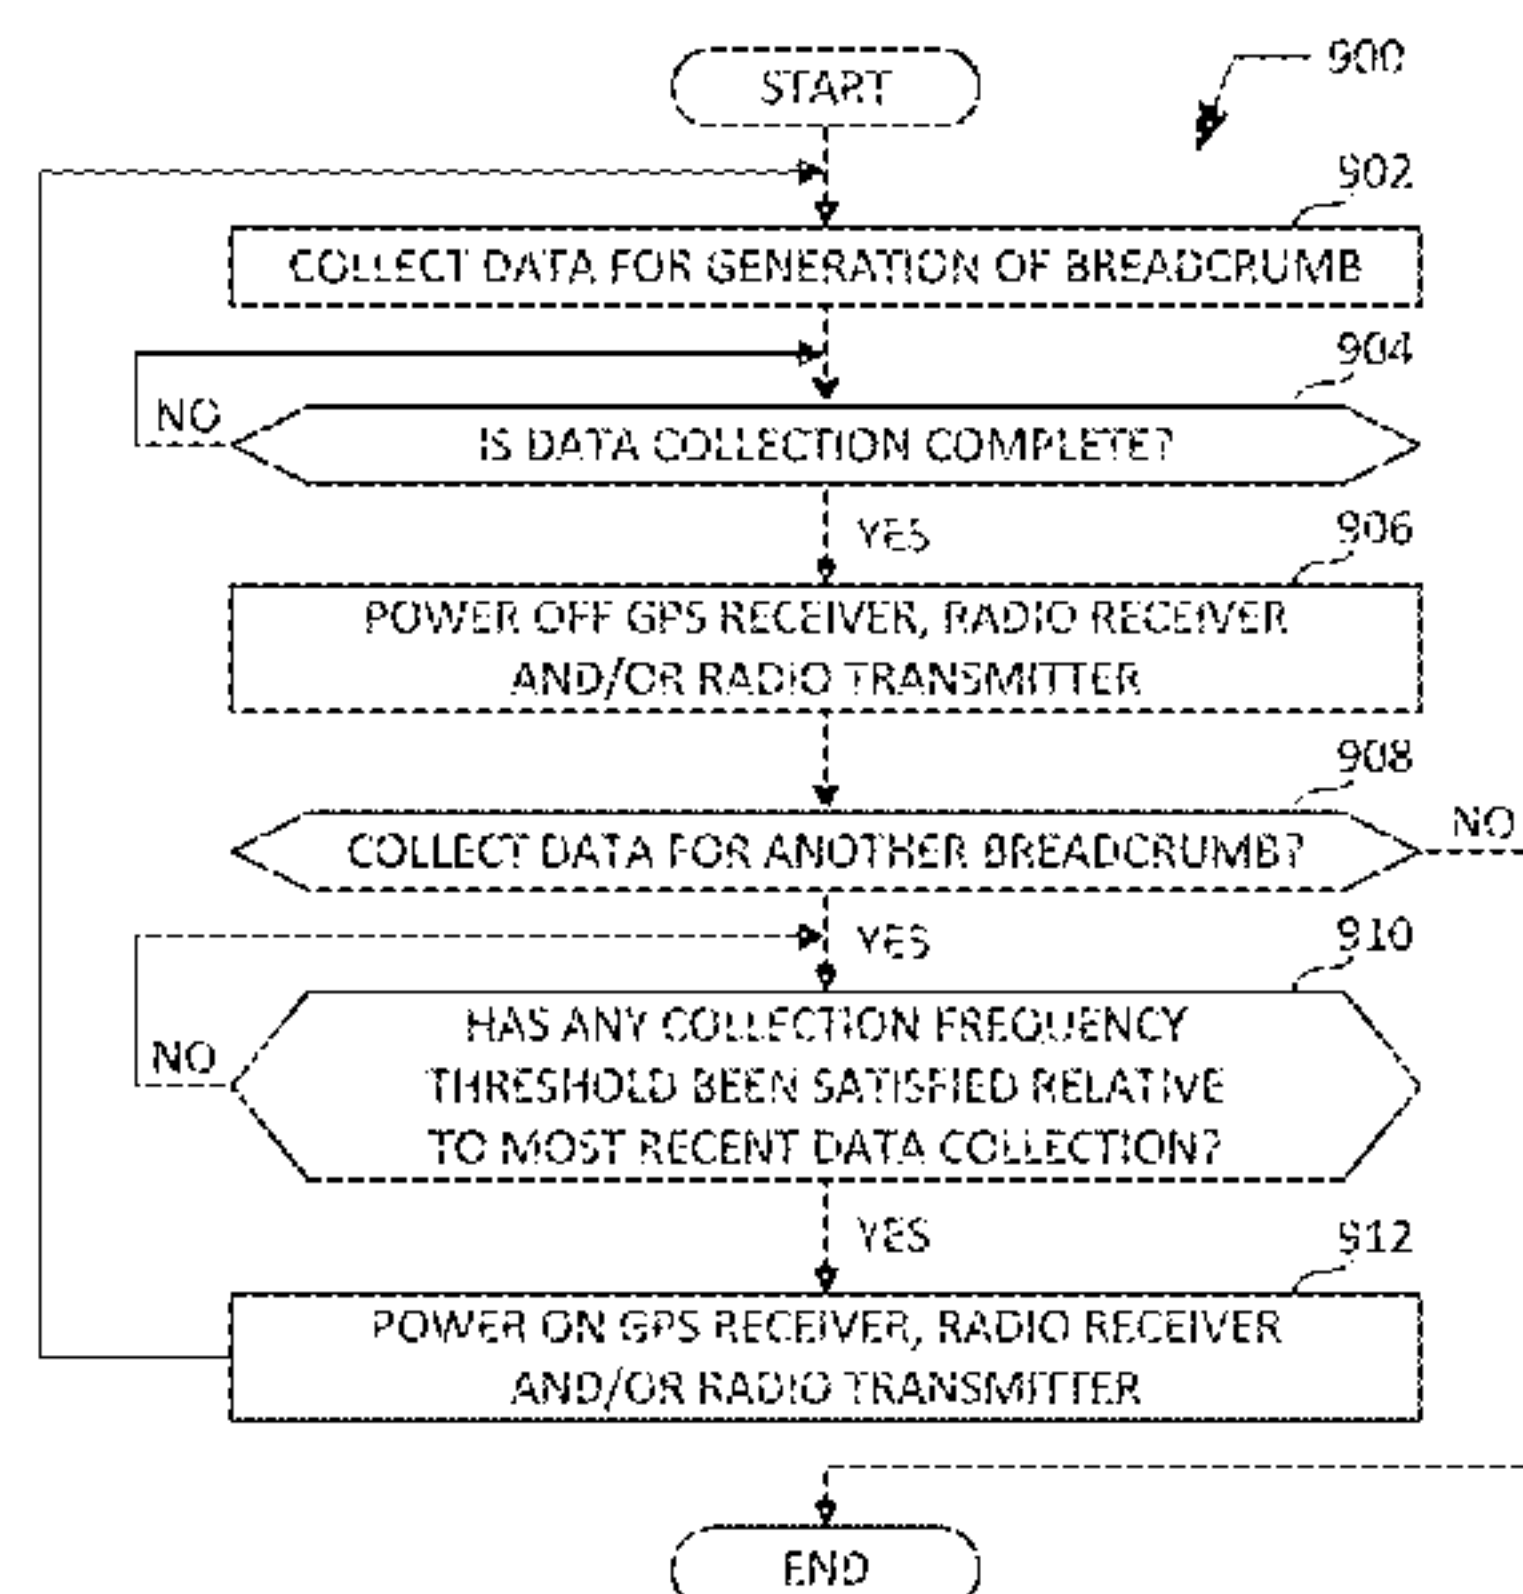 START
900
902
COLLECT DATA FOR GENERATION OF BREADCRUMB
904
NO
IS DATA COLLECTION COMPLETE?
YES
906
POWER OFF GPS RECEIVER, RADIO RECEIVER
AND/OR RADIO TRANSMITTER
908
NO
COLLECT DATA FOR ANOTHER BREADCRUMB?
YES
910
HAS ANY COLLECTION FREQUENCY
NO
THRESHOLD BEEN SATISFIED RELATIVE
TO MOST RECENT DATA COLLECTION?
YES
912
POWER ON GPS RECEIVER, RADIO RECEIVER
AND/OR RADIO TRANSMITTER
END